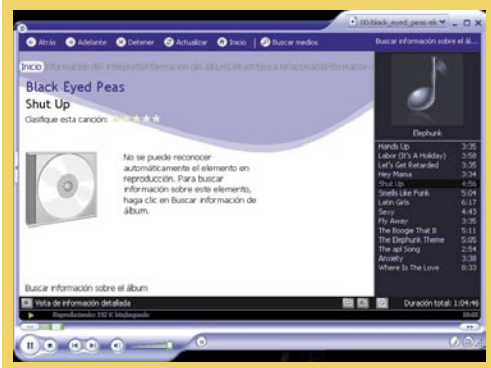 00-black_eyed_peas-elr
Atrás Adelante Detener Actualizar Inicio Buscar medios
Buscar información sobre el ál...
Inicio
Black Eyed Peas
Shut Up
Clasifique esta canción:
No se puede reconocer
automáticamente el elemento en
reproducción. Para buscar
información sobre este elemento,
haga clic en Buscar información de
álbum.
Buscar información sobre el álbum
Elephunk
Hands Up 3:35
Labor (It's A Holiday) 3:58
Let's Get Retarded 3:35
Hey Mama 3:34
Shut Up 4:56
Smells Like Funk 5:04
Latin Girls 6:17
Sexy 4:43
Fly Away 3:35
The Boogie That B 5:11
The Elephunk Theme 5:05
The apl Song 2:54
Anxiety 3:38
Where Is The Love 8:33
Vista de información detallada
Duración total: 1:04:46
Reproduciendo: 192 K bits/segundo